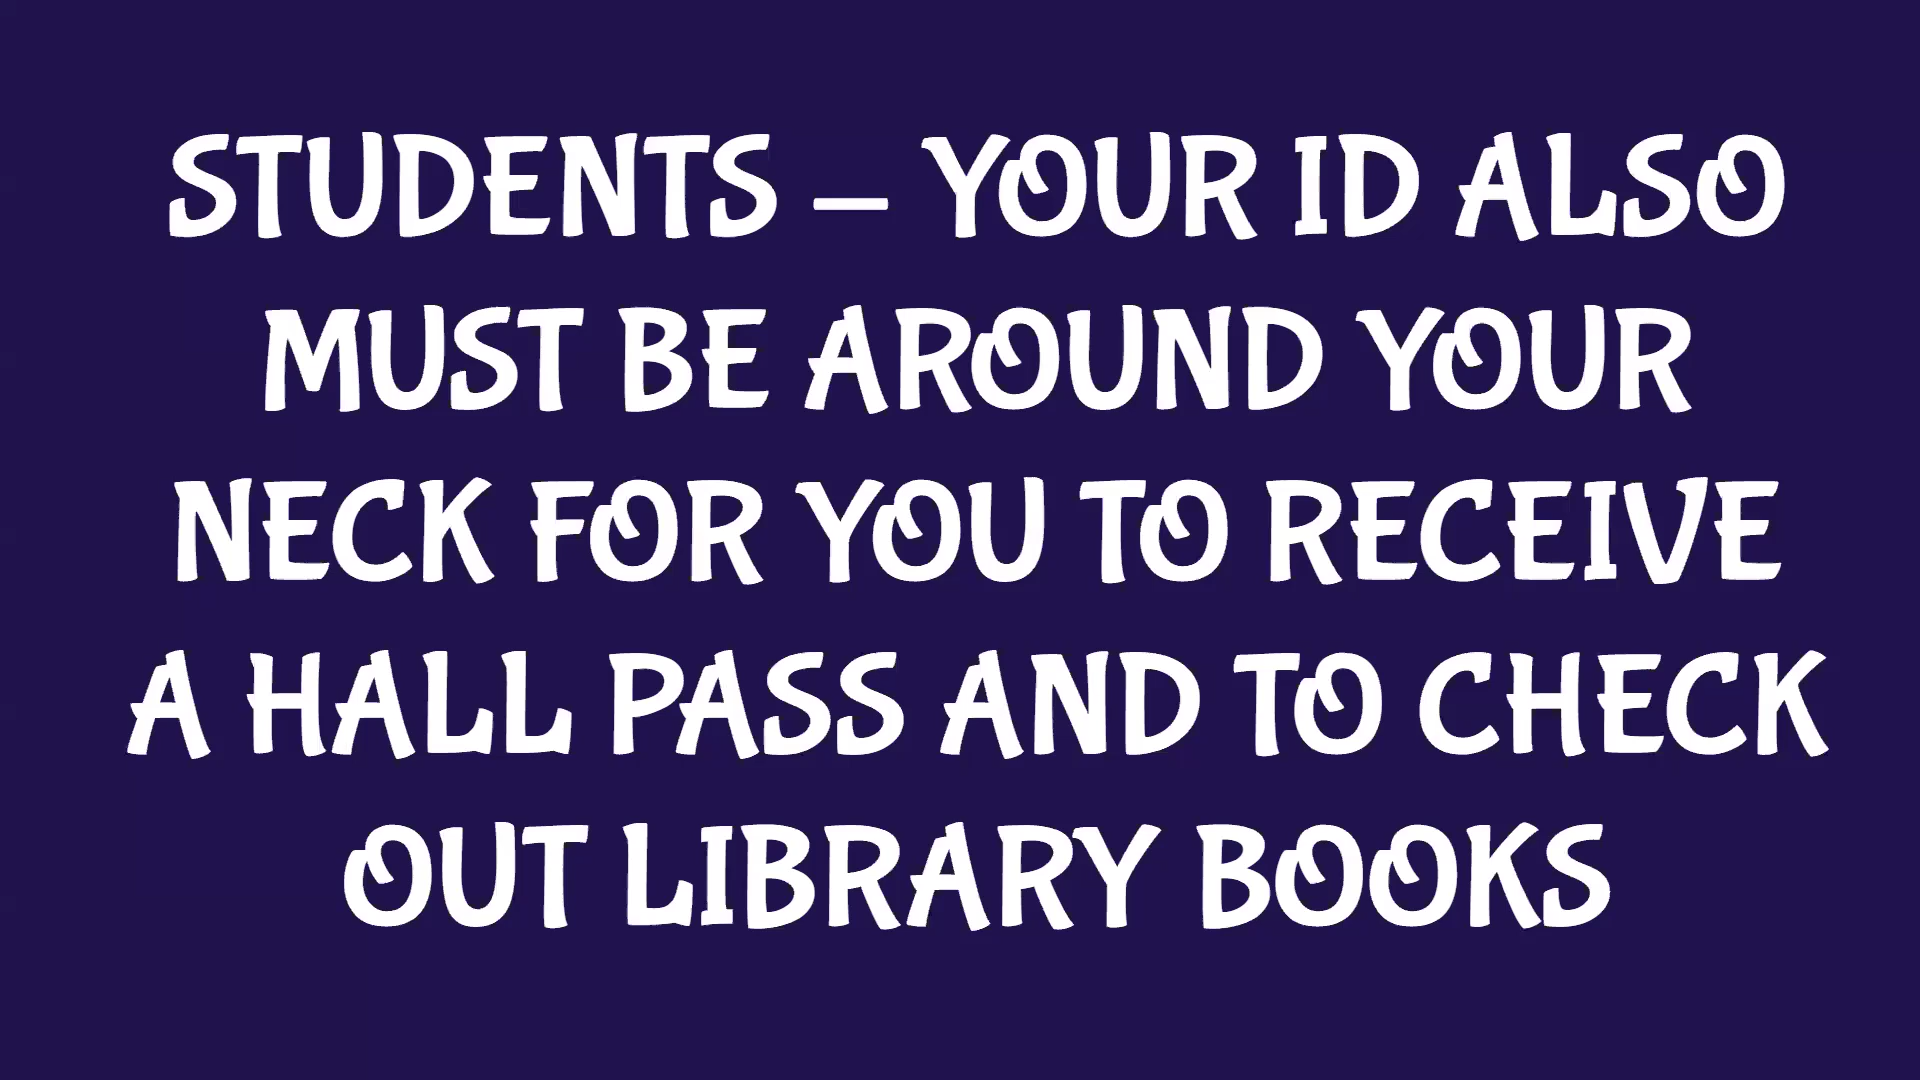 STUDENTS – YOUR ID ALSO
MUST BE AROUND YOUR
NECK FOR YOU TO RECEIVE
A HALL PASS AND TO CHECK
OUT LIBRARY BOOKS